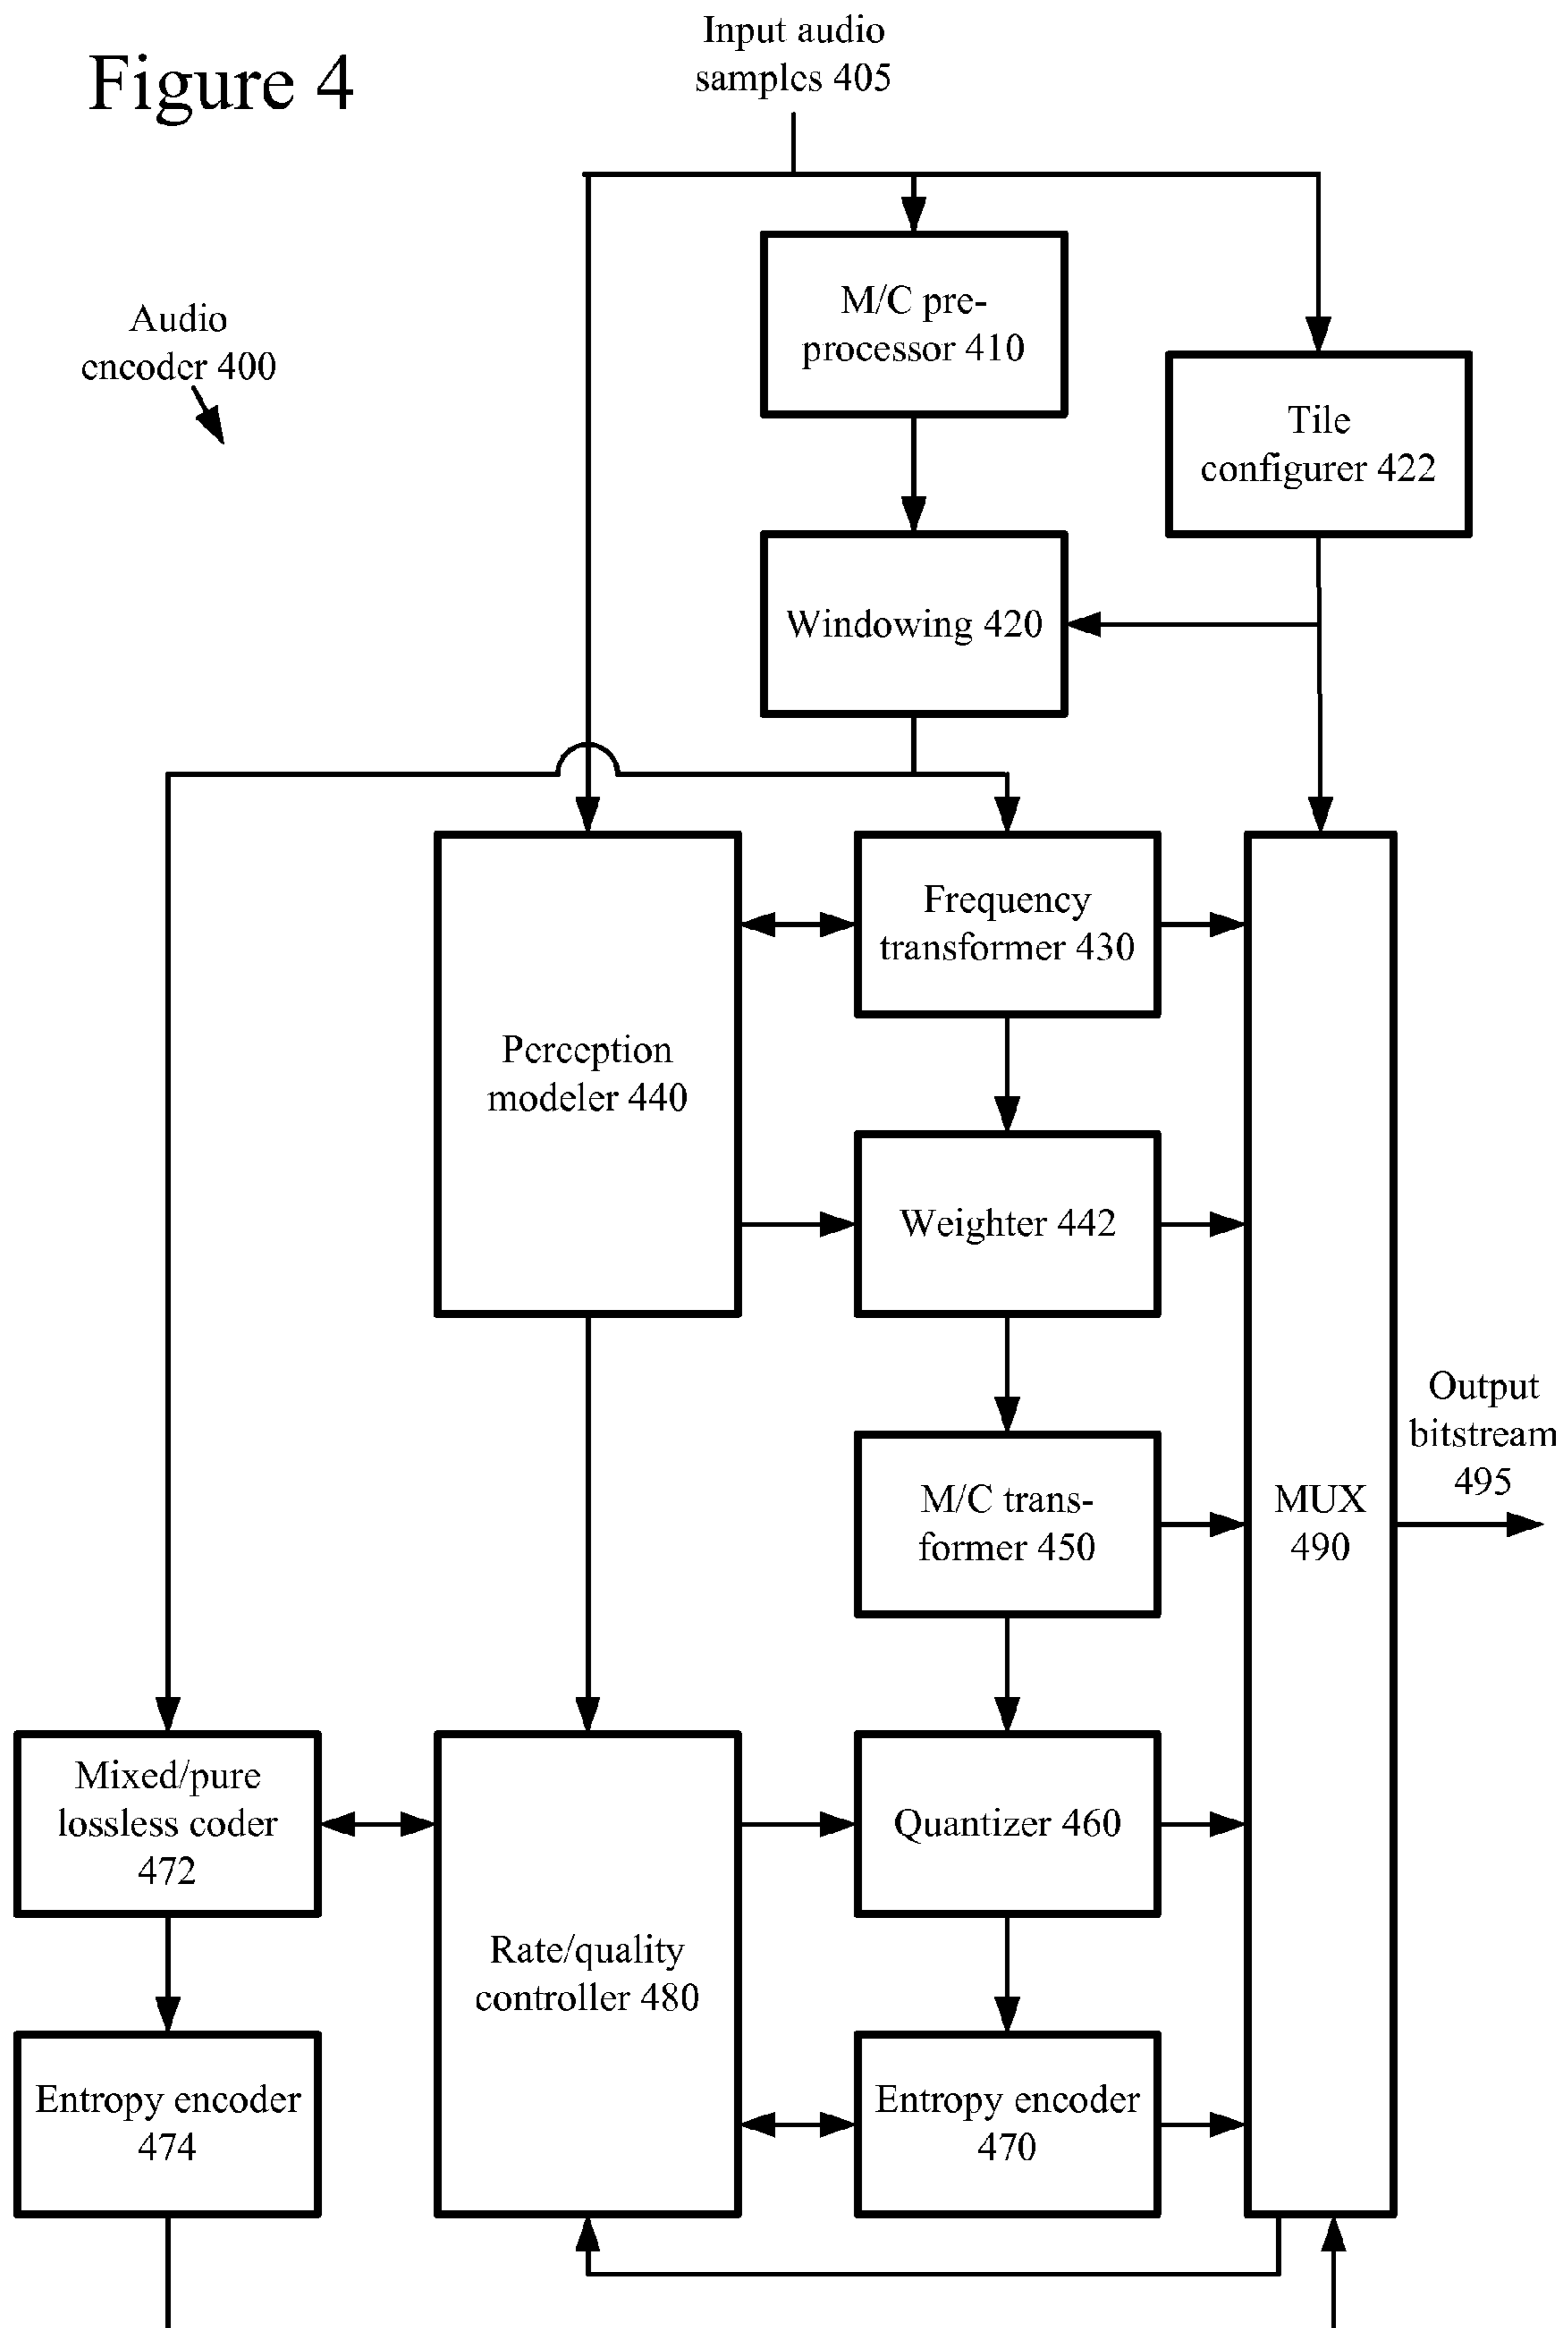 Figure 4
Input audio
samples 405
Audio
encoder 400
M/C pre-
processor 410
Tile
configurer 422
Windowing 420
Frequency
transformer 430
Perception
modeler 440
Weighter 442
Output
bitstream
495
M/C trans-
former 450
MUX
490
Mixed/pure
lossless coder
472
Quantizer 460
Rate/quality
controller 480
Entropy encoder
474
Entropy encoder
470